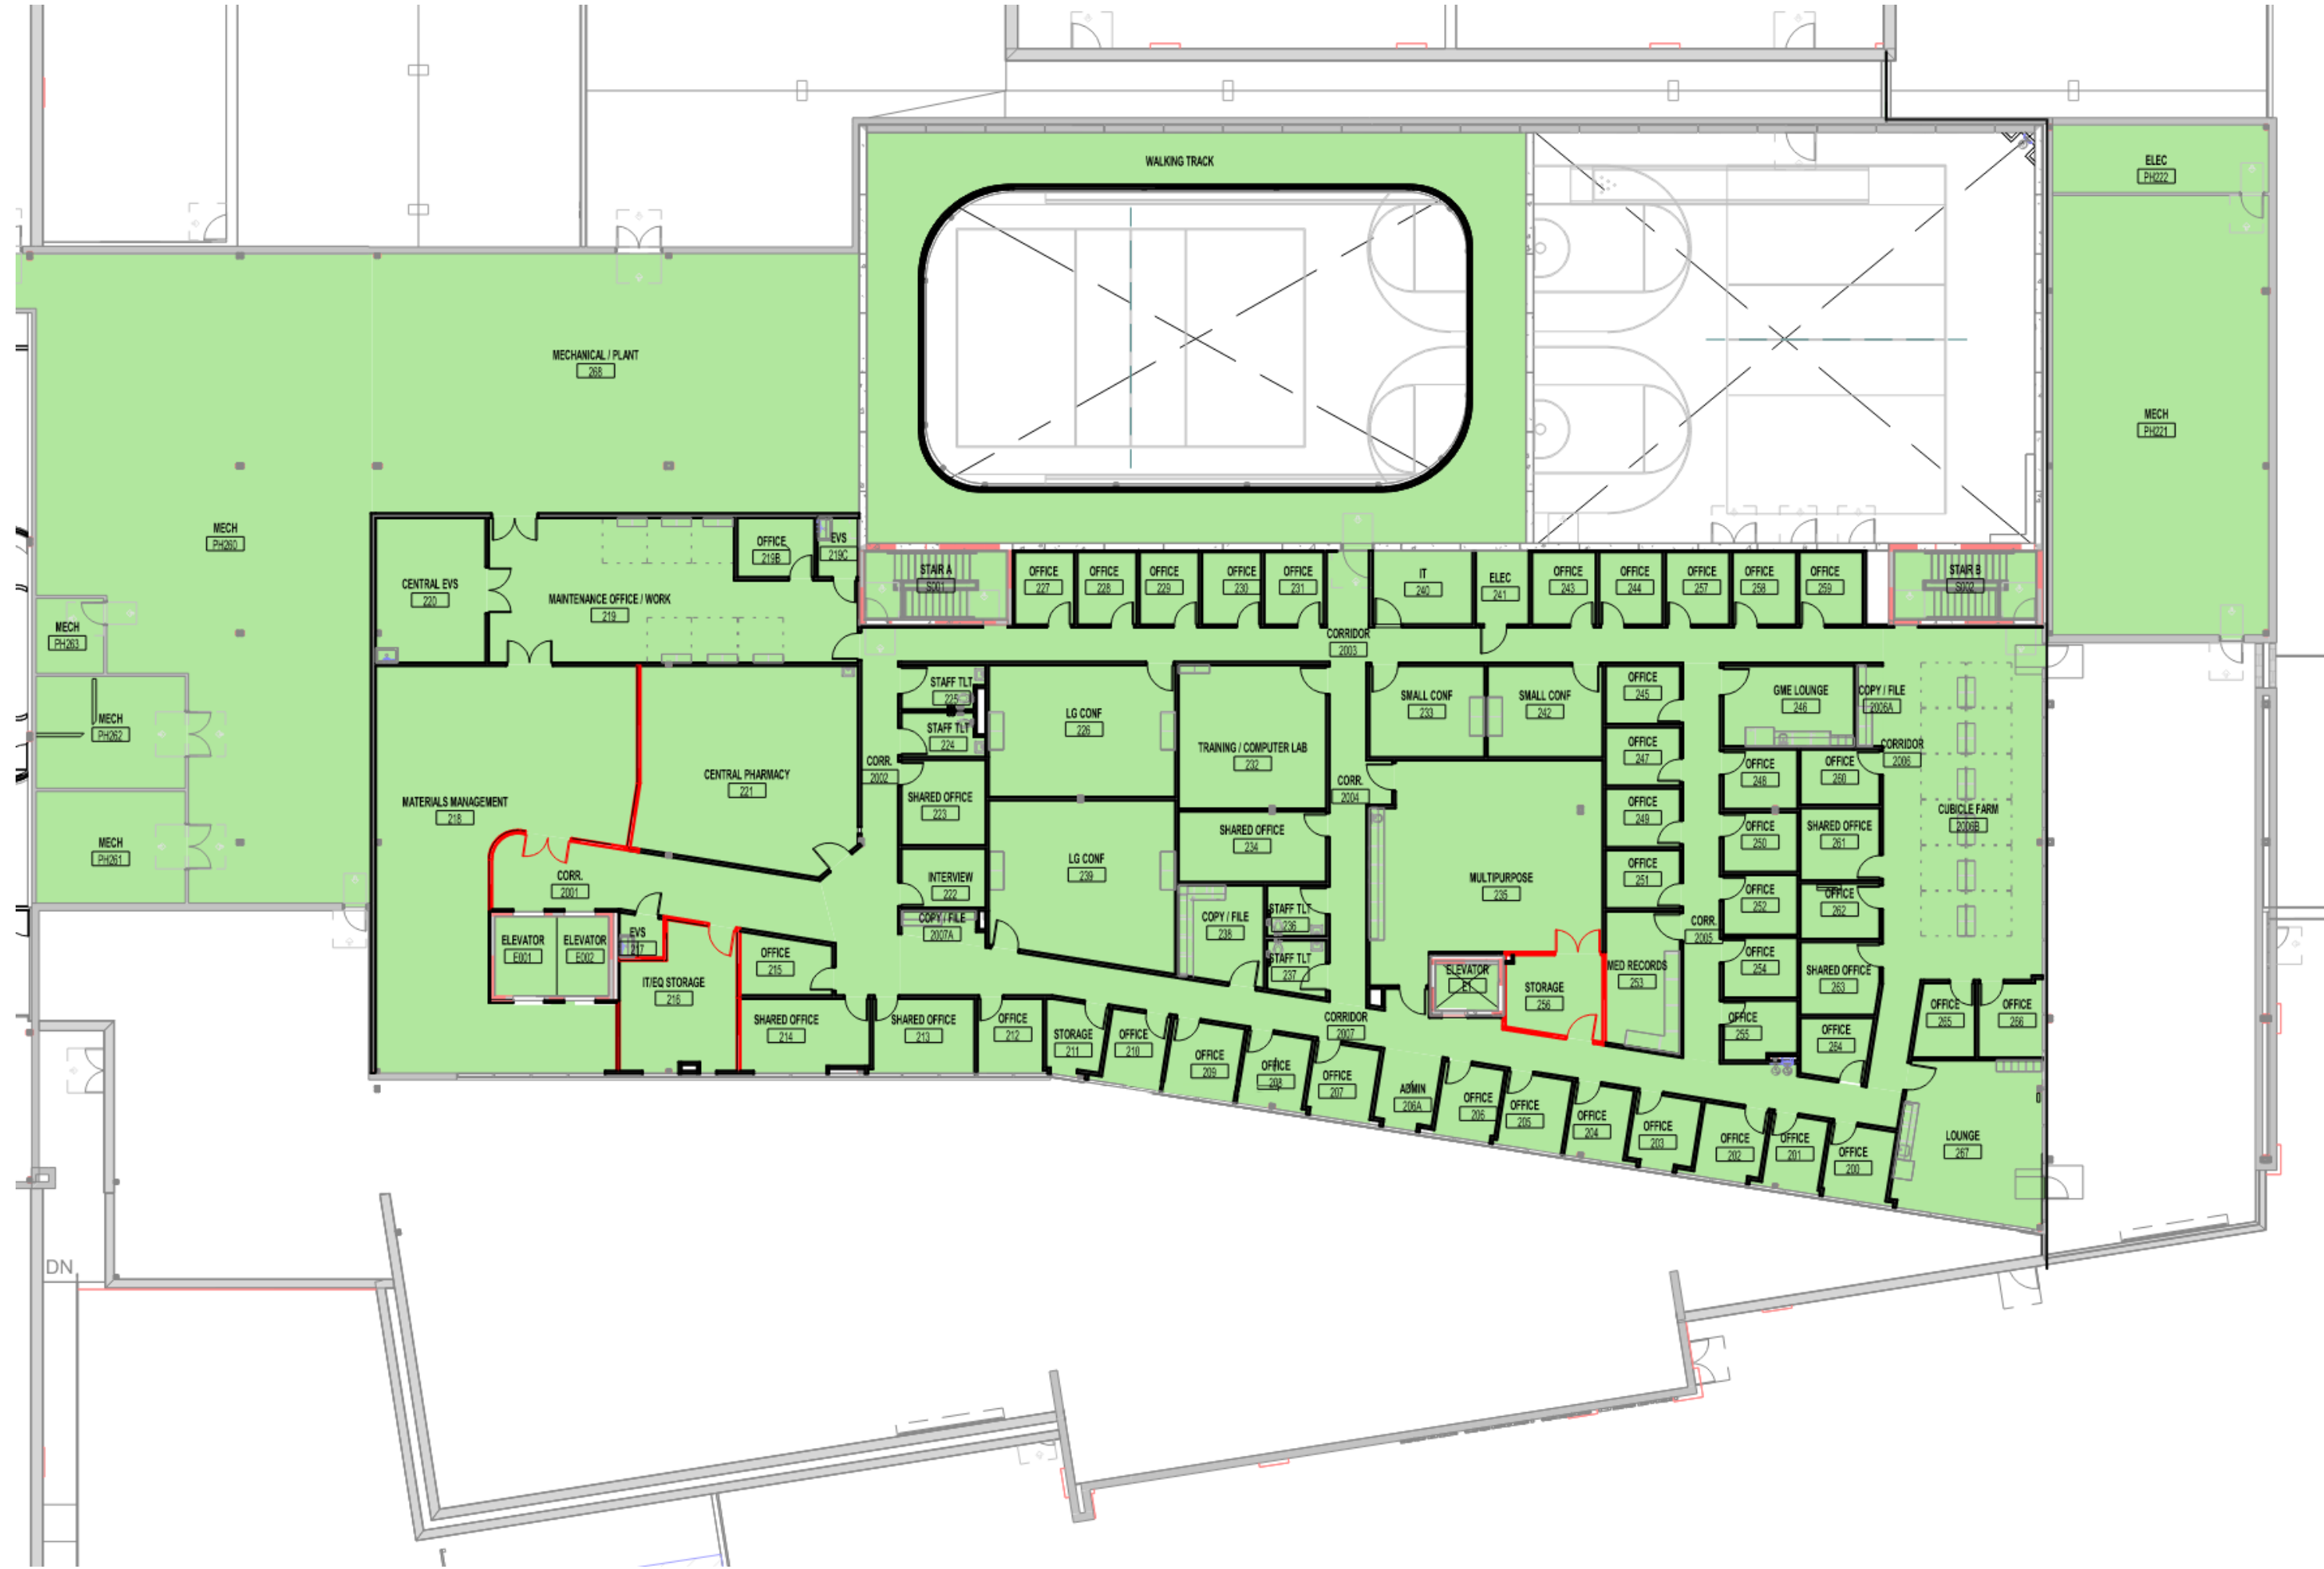 WALKING TRACK
ELEC
PH222
MECHANICAL / PLANT
268
MECH
PH221
MECH
PH260
OFFICE
219B
EVS
219C
CENTRAL EVS
220
MAINTENANCE OFFICE / WORK
219
STAIR A
S001
OFFICE
227
OFFICE
228
OFFICE
229
OFFICE
230
OFFICE
231
IT
240
ELEC
241
OFFICE
243
OFFICE
244
OFFICE
257
OFFICE
258
OFFICE
259
STAIR B
S002
MECH
PH263
CORRIDOR
2003
STAFF TLT
225
STAFF TLT
224
LG CONF
226
TRAINING / COMPUTER LAB
232
SMALL CONF
233
SMALL CONF
242
OFFICE
245
GME LOUNGE
246
COPY / FILE
2006A
MECH
PH262
CENTRAL PHARMACY
221
CORR.
2002
CORR.
2004
OFFICE
247
OFFICE
248
OFFICE
260
CORRIDOR
2006
MATERIALS MANAGEMENT
218
SHARED OFFICE
223
SHARED OFFICE
234
OFFICE
249
OFFICE
250
SHARED OFFICE
261
CUBICLE FARM
2006B
MECH
PH261
CORR.
2001
INTERVIEW
222
LG CONF
239
MULTIPURPOSE
235
OFFICE
251
OFFICE
252
OFFICE
262
COPY / FILE
2007A
COPY / FILE
238
STAFF TLT
236
STAFF TLT
237
CORR.
2005
ELEVATOR
E001
ELEVATOR
E002
EVS
217
OFFICE
215
IT/EQ STORAGE
216
ELEVATOR
E1
STORAGE
256
MED RECORDS
253
OFFICE
254
SHARED OFFICE
263
SHARED OFFICE
214
SHARED OFFICE
213
OFFICE
212
STORAGE
211
OFFICE
210
CORRIDOR
2007
OFFICE
255
OFFICE
264
OFFICE
265
OFFICE
266
OFFICE
209
OFFICE
208
OFFICE
207
ADMIN
206A
OFFICE
206
OFFICE
205
OFFICE
204
OFFICE
203
OFFICE
202
OFFICE
201
OFFICE
200
LOUNGE
267
DN